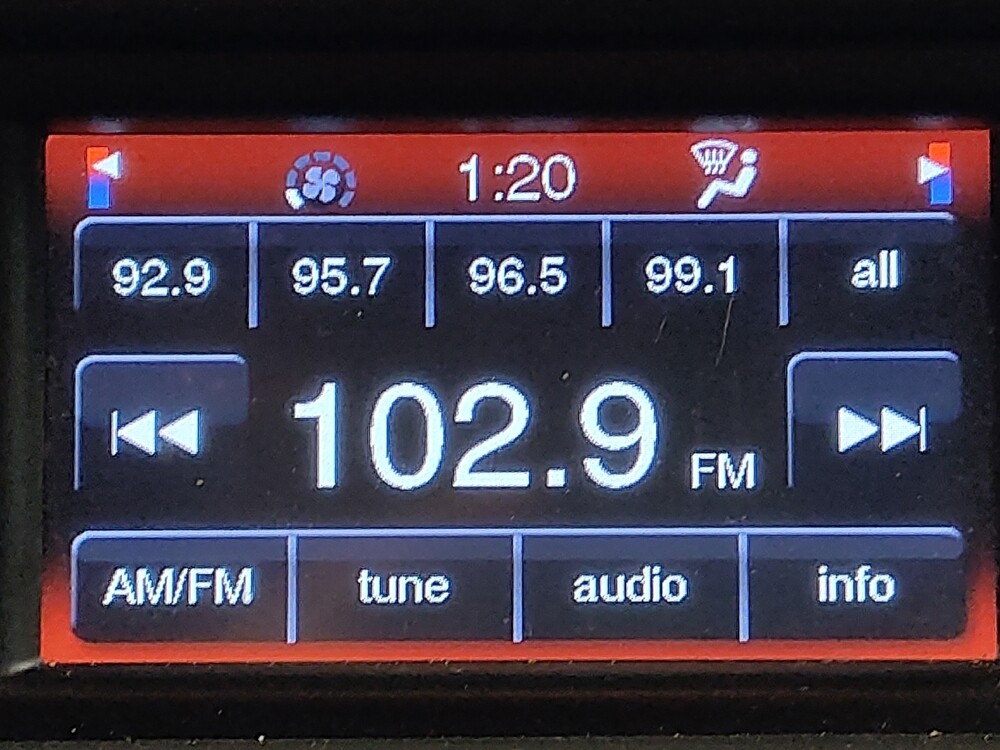 1:20
92.9 95.7 96.5 99.1 all
102.9 FM
AM/FM tune audio info